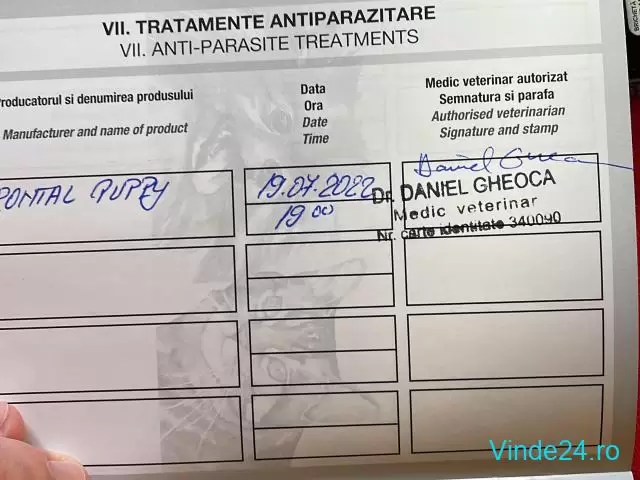 VII. TRATAMENTE ANTIPARAZITARE
VII. ANTI-PARASITE TREATMENTS
roducatorul si denumirea produsului
Manufacturer and name of product
Data
Ora
Date
Time
Medic veterinar autorizat
Semnatura si parafa
Authorised veterinarian
Signature and stamp
RONTAL PUPPY
19.07.2022
19 00
Daniel
Dr. DANIEL GHEOCA
Medic veterinar
Nr. carte identitate 340090
Vinde24.ro